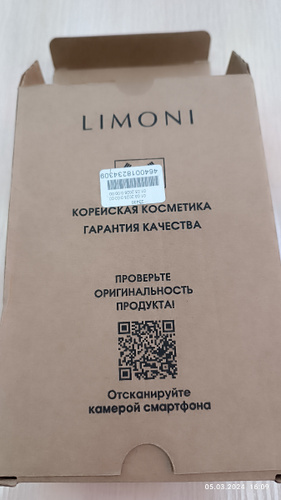 LIMONI
4640018234309
КОРЕЙСКАЯ КОСМЕТИКА
ГАРАНТИЯ КАЧЕСТВА
ПРОВЕРЬТЕ
ОРИГИНАЛЬНОСТЬ
ПРОДУКТА!
Отсканируйте
камерой смартфона
05.03.2024 16:09